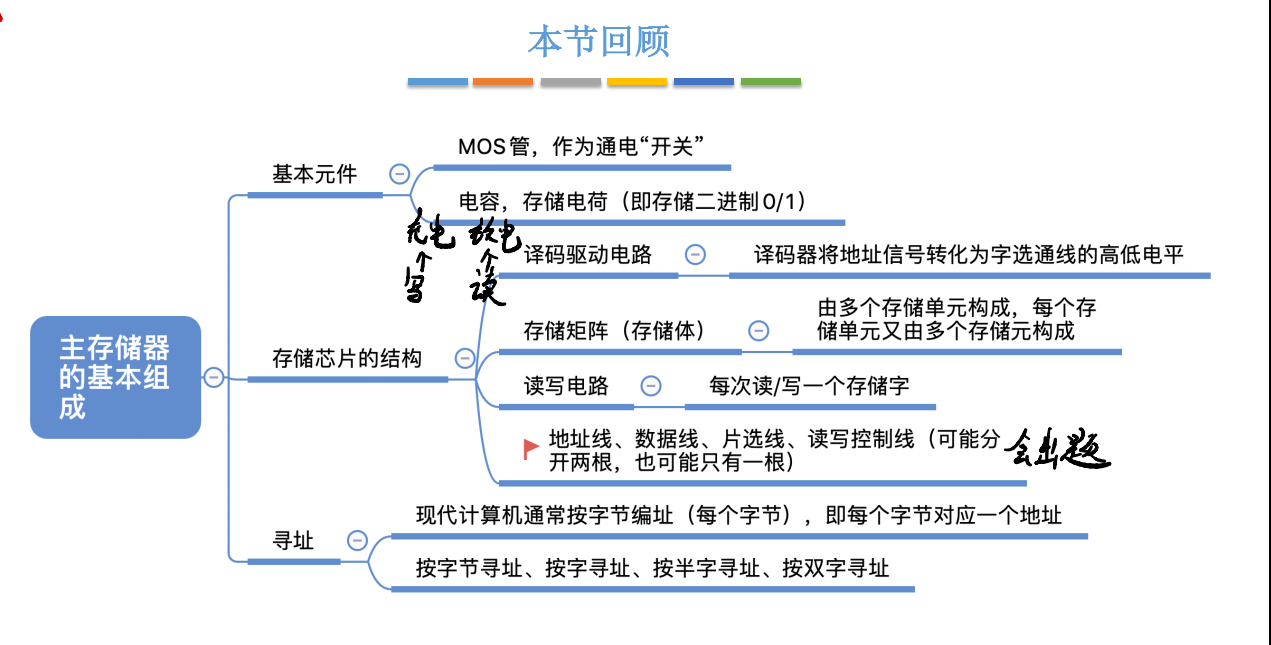 本节回顾
MOS管，作为通电“开关”
基本元件
电容，存储电荷（即存储二进制0/1）
充电 放电
写 读
译码驱动电路
译码器将地址信号转化为字选通线的高低电平
由多个存储单元构成，每个存
储单元又由多个存储元构成
存储矩阵（存储体）
主存储器
的基本组
成
存储芯片的结构
读写电路
每次读/写一个存储字
地址线、数据线、片选线、读写控制线（可能分
开两根，也可能只有一根）
会出题
现代计算机通常按字节编址（每个字节），即每个字节对应一个地址
寻址
按字节寻址、按字寻址、按半字寻址、按双字寻址